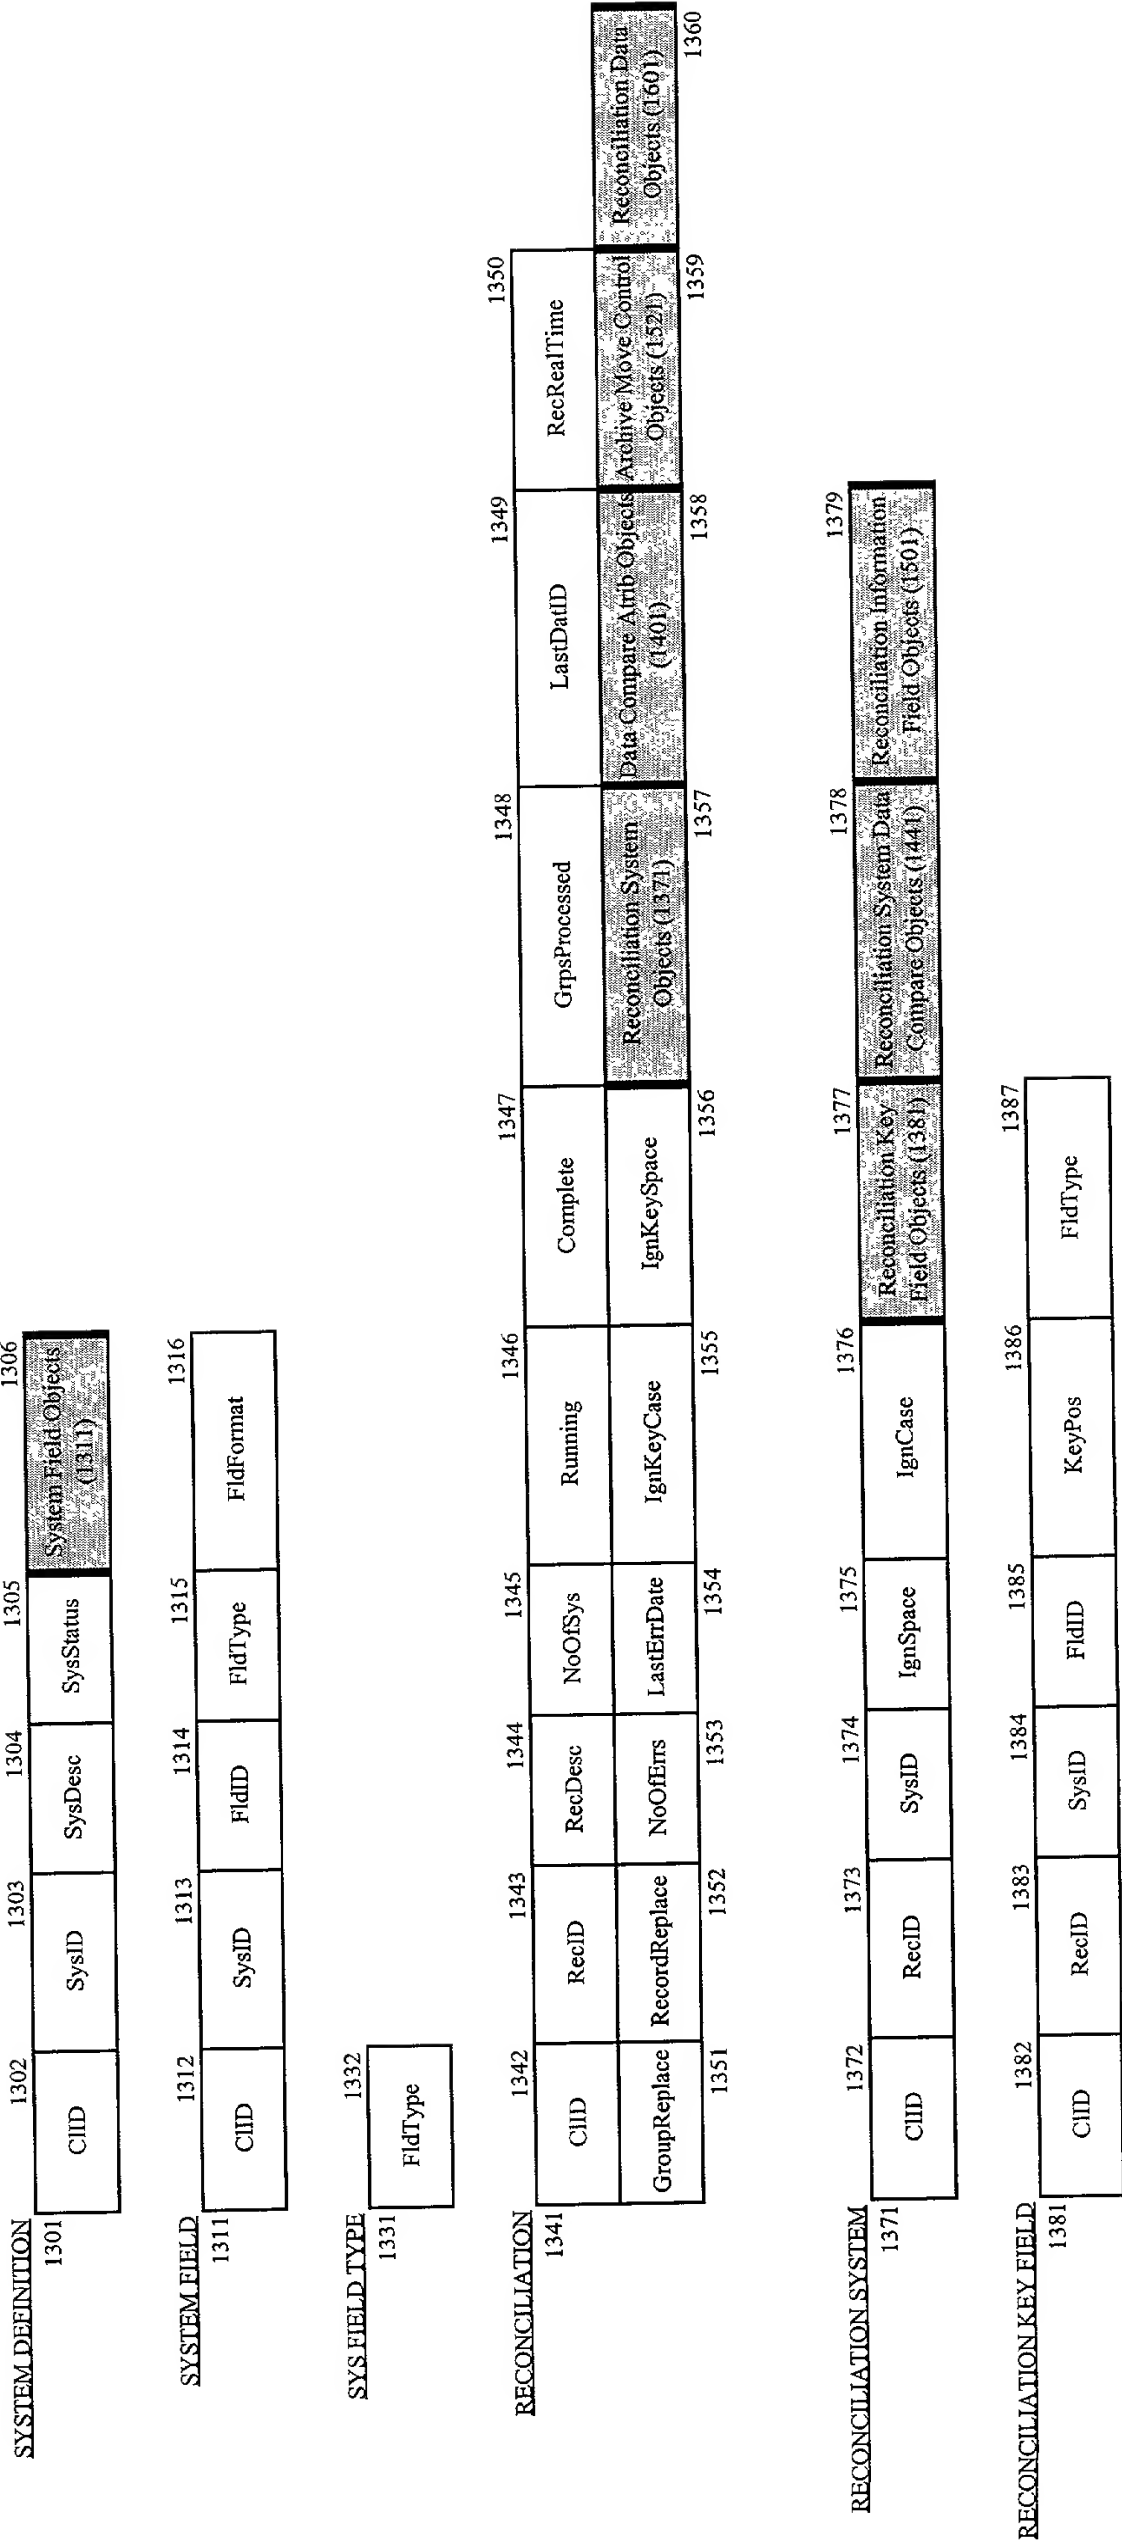 SYSTEM DEFINITION
1301
1302 1303 1304 1305 1306
ClID SysID SysDesc SysStatus System Field Objects
(1311)
SYSTEM FIELD
1311
1312 1313 1314 1315 1316
ClID SysID FldID FldType FldFormat
SYS FIELD TYPE
1331
1332
FldType
RECONCILIATION
1341
1342 1343 1344 1345 1346 1347 1348 1349 1350
ClID RecID RecDesc NoOfSys Running Complete GrpsProcessed LastDatID RecRealTime
GroupReplace RecordReplace NoOfErrs LastErrDate IgnKeyCase IgnKeySpace Reconciliation System Data Compare Atrib Objects Archive Move Control Reconciliation Data
Objects (1371) (1401) Objects (1521) Objects (1601)
1351 1352 1353 1354 1355 1356 1357 1358 1359 1360
RECONCILIATION SYSTEM
1371
1372 1373 1374 1375 1376 1377 1378 1379
ClID RecID SysID IgnSpace IgnCase Reconciliation Key Reconciliation System Data Reconciliation Information
Field Objects (1381) Compare Objects (1441) Field Objects (1501)
RECONCILIATION KEY FIELD
1381
1382 1383 1384 1385 1386 1387
ClID RecID SysID FldID KeyPos FldType